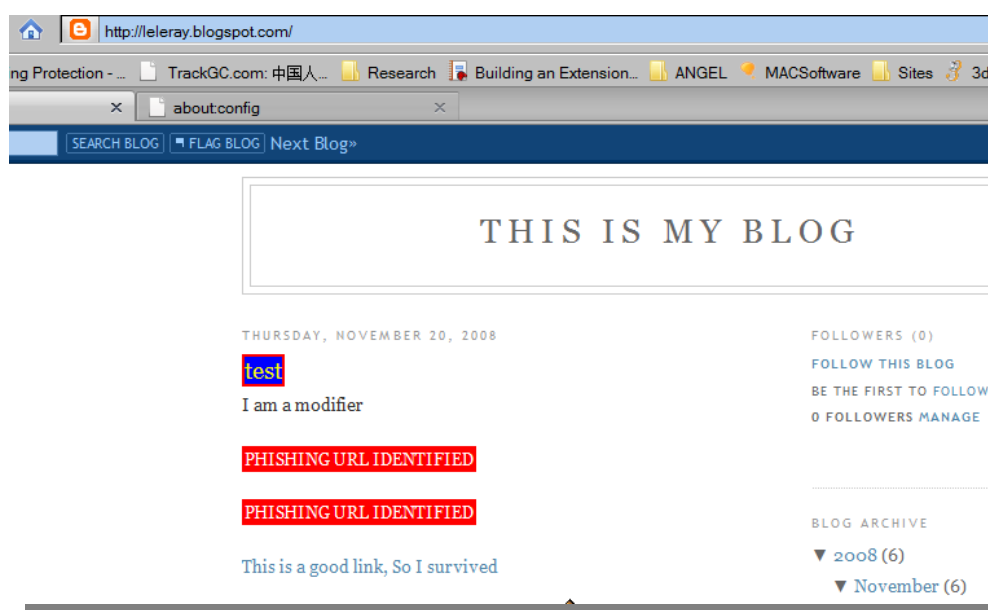 http://leleray.blogspot.com/
ng Protection - ... TrackGC.com: 中国人... Research Building an Extension... ANGEL MACSoftware Sites 3d
about:config
SEARCH BLOG FLAG BLOG Next Blog»
THIS IS MY BLOG
THURSDAY, NOVEMBER 20, 2008
test
I am a modifier
PHISHING URL IDENTIFIED
PHISHING URL IDENTIFIED
This is a good link, So I survived
FOLLOWERS (0)
FOLLOW THIS BLOG
BE THE FIRST TO FOLLOW
0 FOLLOWERS MANAGE
BLOG ARCHIVE
▼ 2008 (6)
▼ November (6)